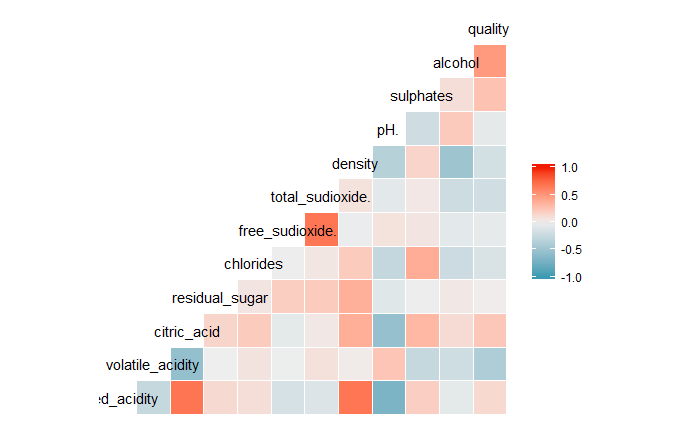 quality
alcohol
sulphates
pH.
density
total_sudioxide.
free_sudioxide.
chlorides
residual_sugar
citric_acid
volatile_acidity
ed_acidity
1.0
0.5
0.0
-0.5
-1.0